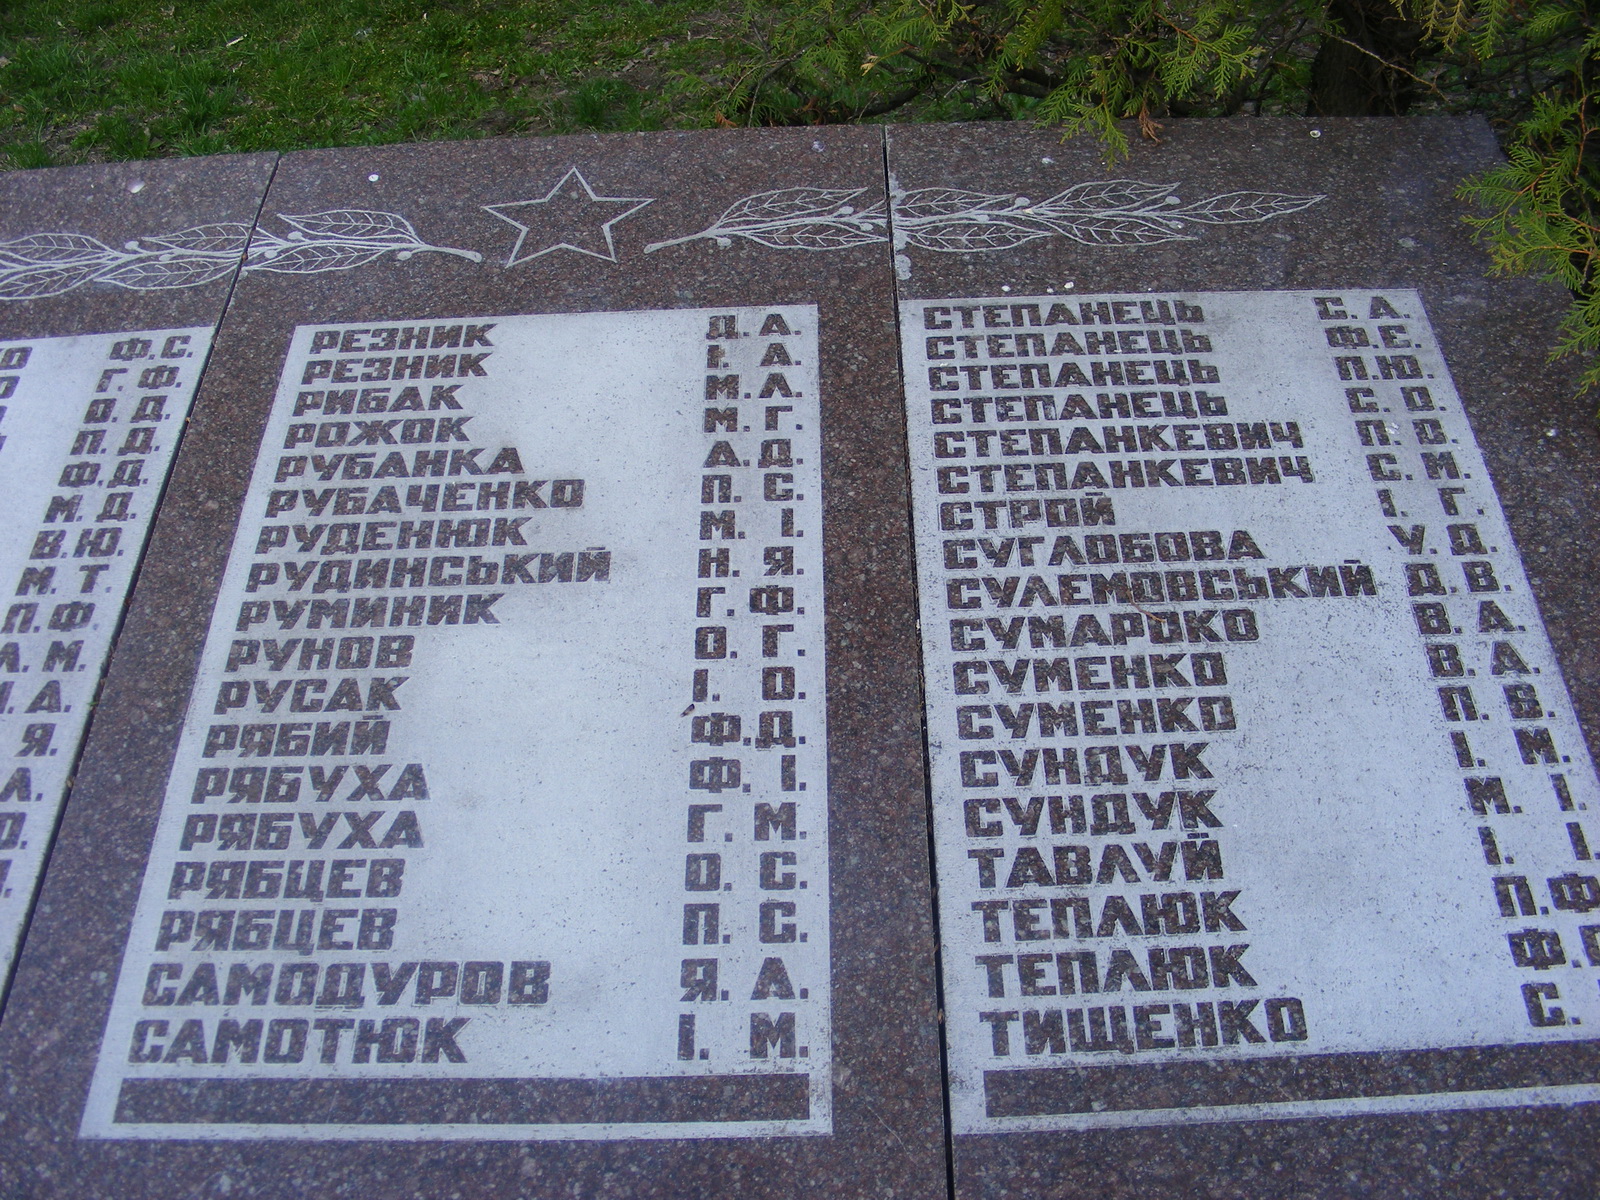 Ф.С.
Г.Ф.
О.Д.
П.Д.
Ф.Д.
М.Д.
В.Ю.
М.Т.
П.Ф.
М.
А.
Я.
Л.
РЕЗНИК Д.А.
РЕЗНИК І.А.
РИБАК М.Л.
РОЖОК М.Г.
РУБАНКА А.Д.
РУБАЧЕНКО П.С.
РУДЕНЮК М.І.
РУДИНСЬКИЙ Н.Я.
РУМИНИК Г.Ф.
РУНОВ О.Г.
РУСАК І.О.
РЯБИЙ Ф.Д.
РЯБУХА Ф.І.
РЯБУХА Г.М.
РЯБЦЕВ О.С.
РЯБЦЕВ П.С.
САМОДУРОВ Я.А.
САМОТЮК І.М.
СТЕПАНЕЦЬ С.А.
СТЕПАНЕЦЬ Ф.Є.
СТЕПАНЕЦЬ П.Ю.
СТЕПАНЕЦЬ С.О.
СТЕПАНКЕВИЧ П.С.
СТЕПАНКЕВИЧ С.М.
СТРОЙ І.Г.
СУГЛОБОВА У.Д.
СУЛЕМОВСЬКИЙ Д.В.
СУМАРОКО В.А.
СУМЕНКО В.А.
СУМЕНКО П.В.
СУНДУК І.М.
СУНДУК М.І.
ТАВЛУЙ І.І.
ТЕПЛЮК П.Ф
ТЕПЛЮК Ф.
ТИЩЕНКО С.